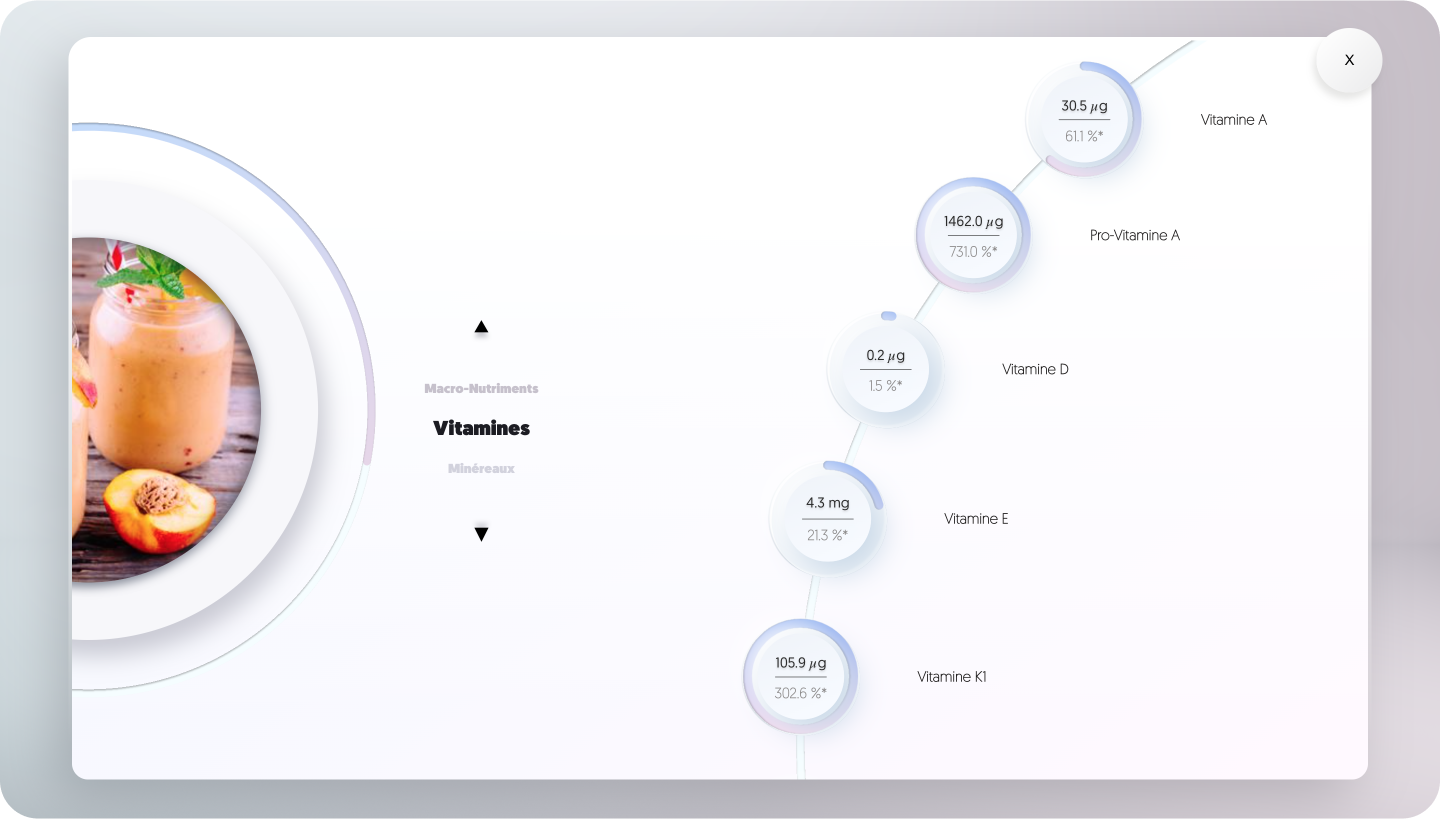 X
30.5 µg
61.1 %*
Vitamine A
1462.0 µg
731.0 %*
Pro-Vitamine A
0.2 µg
1.5 %*
Vitamine D
Macro-Nutriments
Vitamines
Minéreaux
4.3 mg
21.3 %*
Vitamine E
105.9 µg
302.6 %*
Vitamine K1